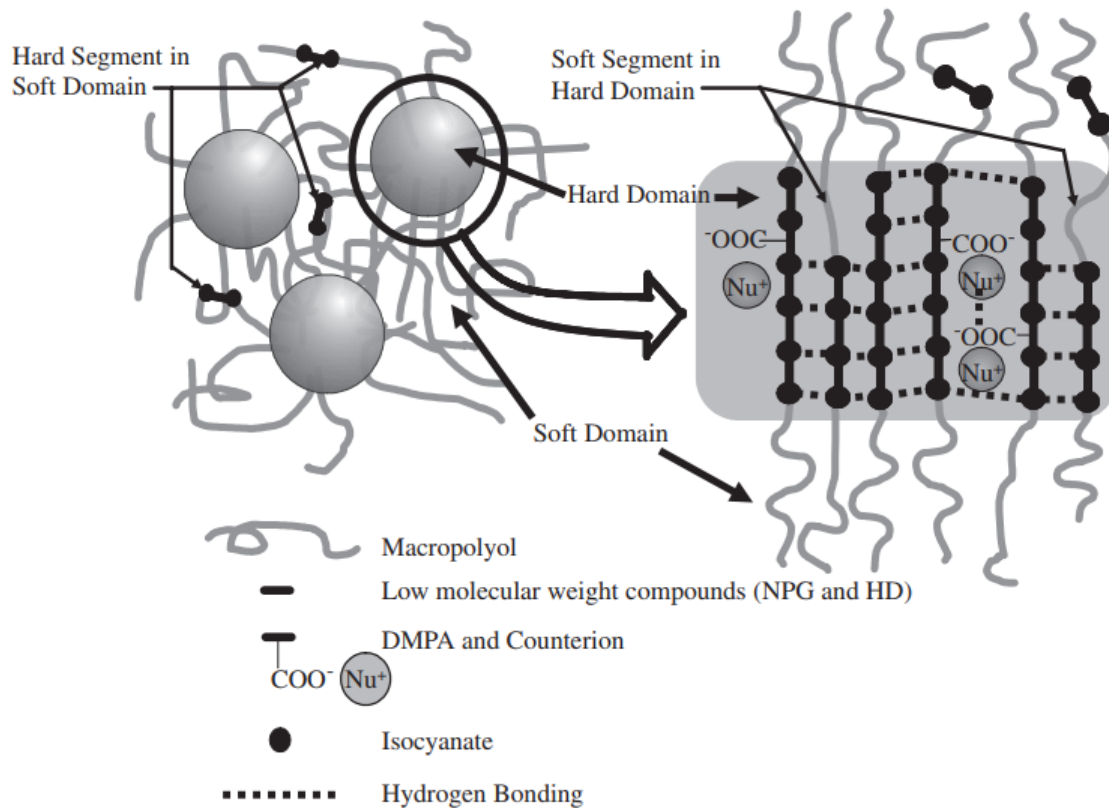 Hard Segment in
Soft Domain
Soft Segment in
Hard Domain
Hard Domain
⁻OOC
COO⁻
Nu⁺
Nu⁺
⁻OOC
Nu⁺
Soft Domain
Macropolyol
Low molecular weight compounds (NPG and HD)
DMPA and Counterion
COO⁻ Nu⁺
Isocyanate
Hydrogen Bonding